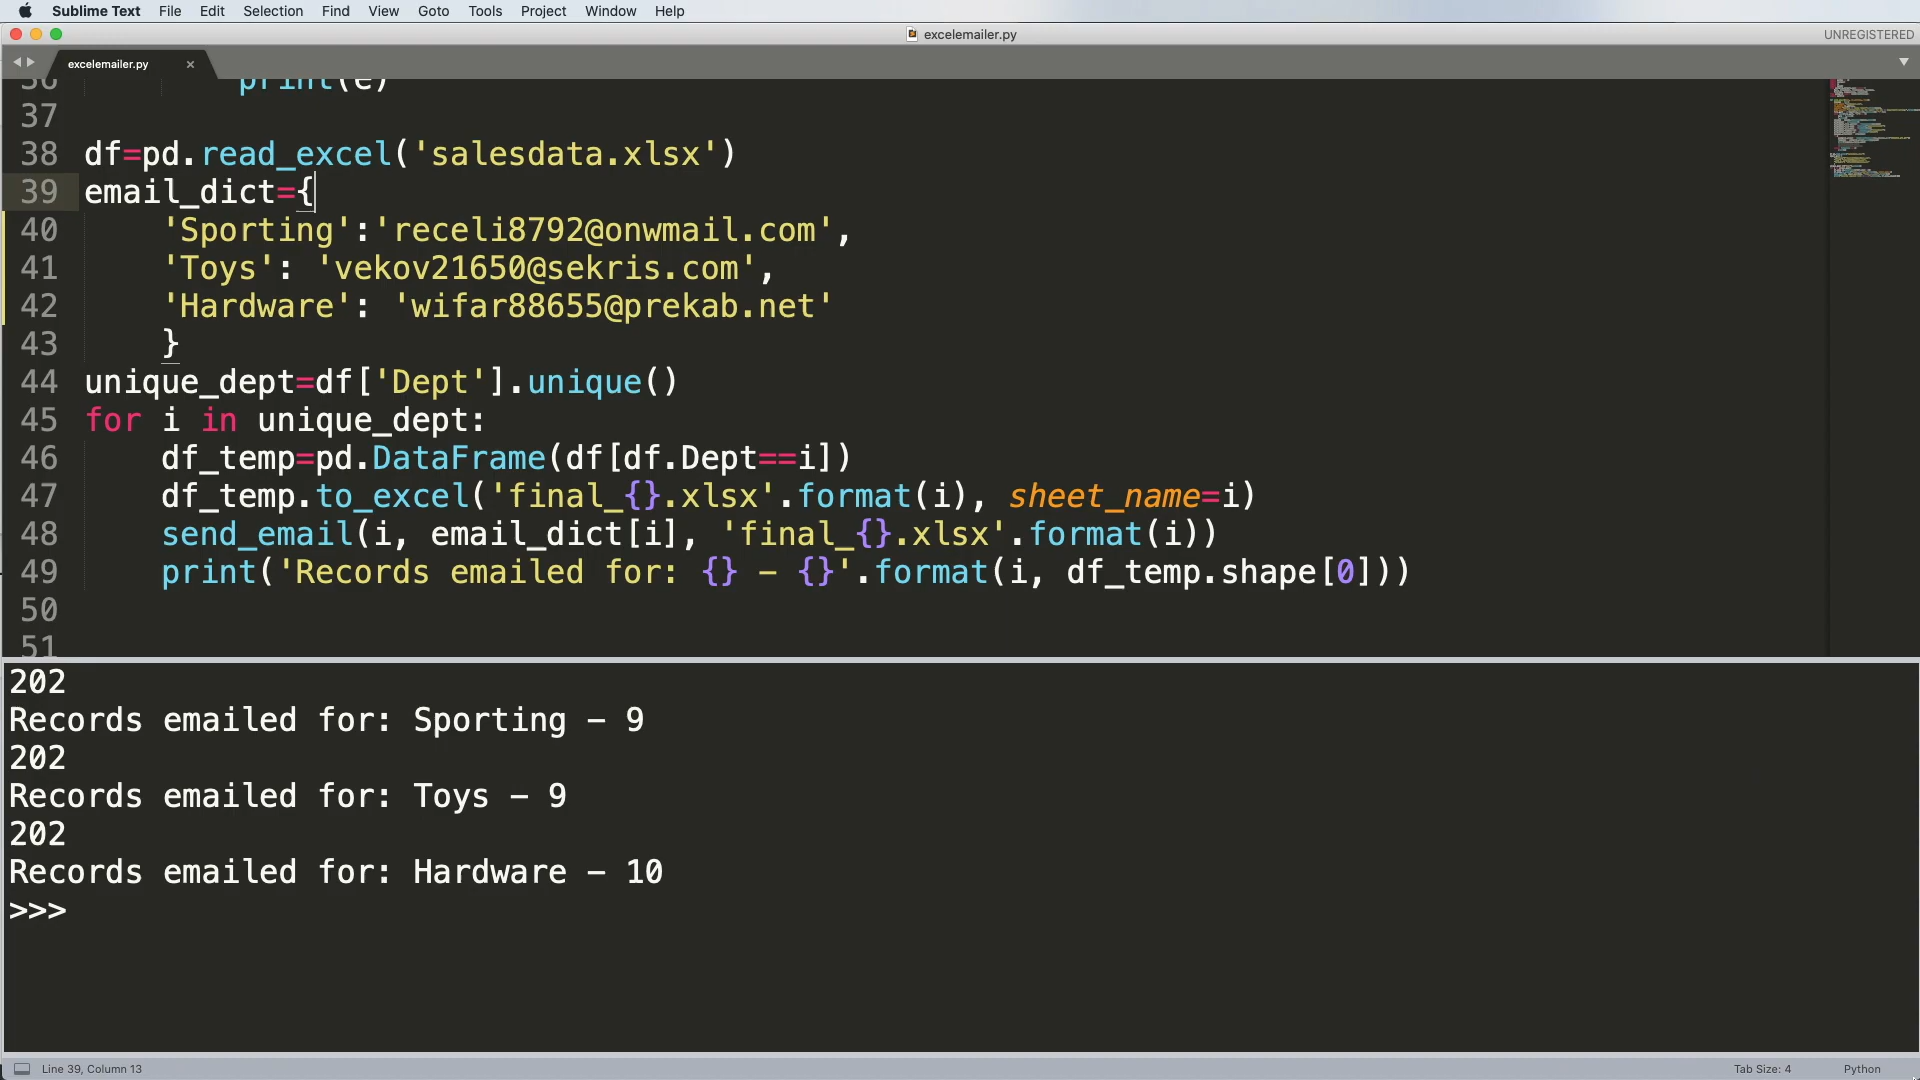 Sublime Text File Edit Selection Find View Goto Tools Project Window Help
excelemailer.py
UNREGISTERED
excelemailer.py ×
36 print(e)
37
38 df=pd.read_excel('salesdata.xlsx')
39 email_dict={
40 'Sporting':'receli8792@onwmail.com',
41 'Toys': 'vekov21650@sekris.com',
42 'Hardware': 'wifar88655@prekab.net'
43 }
44 unique_dept=df['Dept'].unique()
45 for i in unique_dept:
46 df_temp=pd.DataFrame(df[df.Dept==i])
47 df_temp.to_excel('final_{}.xlsx'.format(i), sheet_name=i)
48 send_email(i, email_dict[i], 'final_{}.xlsx'.format(i))
49 print('Records emailed for: {} – {}'.format(i, df_temp.shape[0]))
50
51
202
Records emailed for: Sporting – 9
202
Records emailed for: Toys – 9
202
Records emailed for: Hardware – 10
>>>
Line 39, Column 13
Tab Size: 4
Python